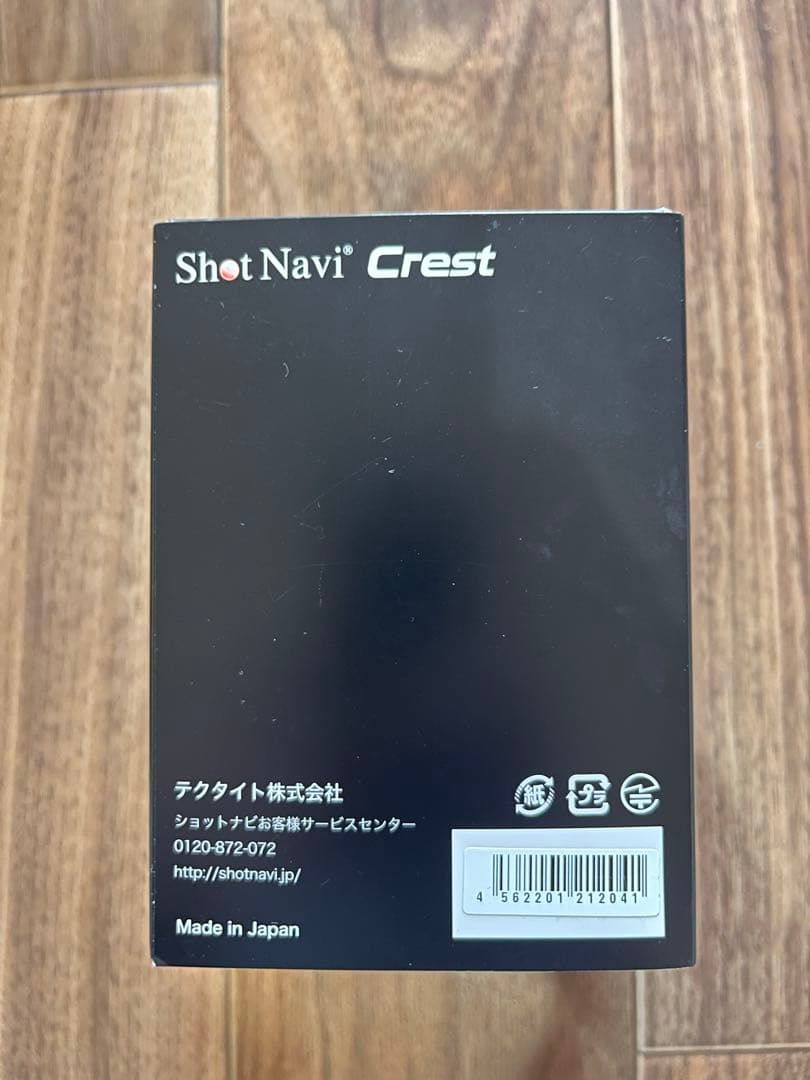 Shot Navi® Crest
テクタイト株式会社
ショットナビお客様サービスセンター
0120-872-072
http://shotnavi.jp/
Made in Japan
紙
プラ
4 562201 212041